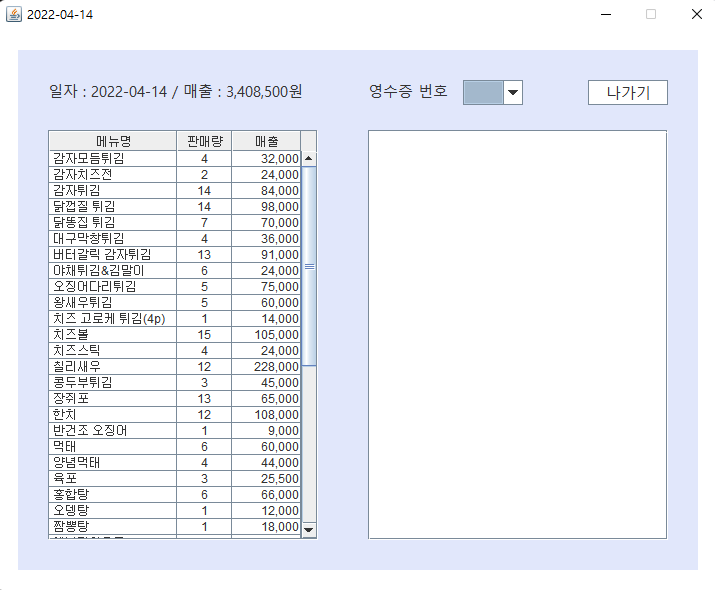 2022-04-14
일자 : 2022-04-14 / 매출 : 3,408,500원
영수증 번호
나가기
메뉴명 판매량 매출
감자모듬튀김 4 32,000
감자치즈전 2 24,000
감자튀김 14 84,000
닭껍질 튀김 14 98,000
닭똥집 튀김 7 70,000
대구막창튀김 4 36,000
버터갈릭 감자튀김 13 91,000
야채튀김&김말이 6 24,000
오징어다리튀김 5 75,000
왕새우튀김 5 60,000
치즈 고로케 튀김(4p) 1 14,000
치즈볼 15 105,000
치즈스틱 4 24,000
칠리새우 12 228,000
콩두부튀김 3 45,000
장쥐포 13 65,000
한치 12 108,000
반건조 오징어 1 9,000
먹태 6 60,000
양념먹태 4 44,000
육포 3 25,500
홍합탕 6 66,000
오뎅탕 1 12,000
짬뽕탕 1 18,000